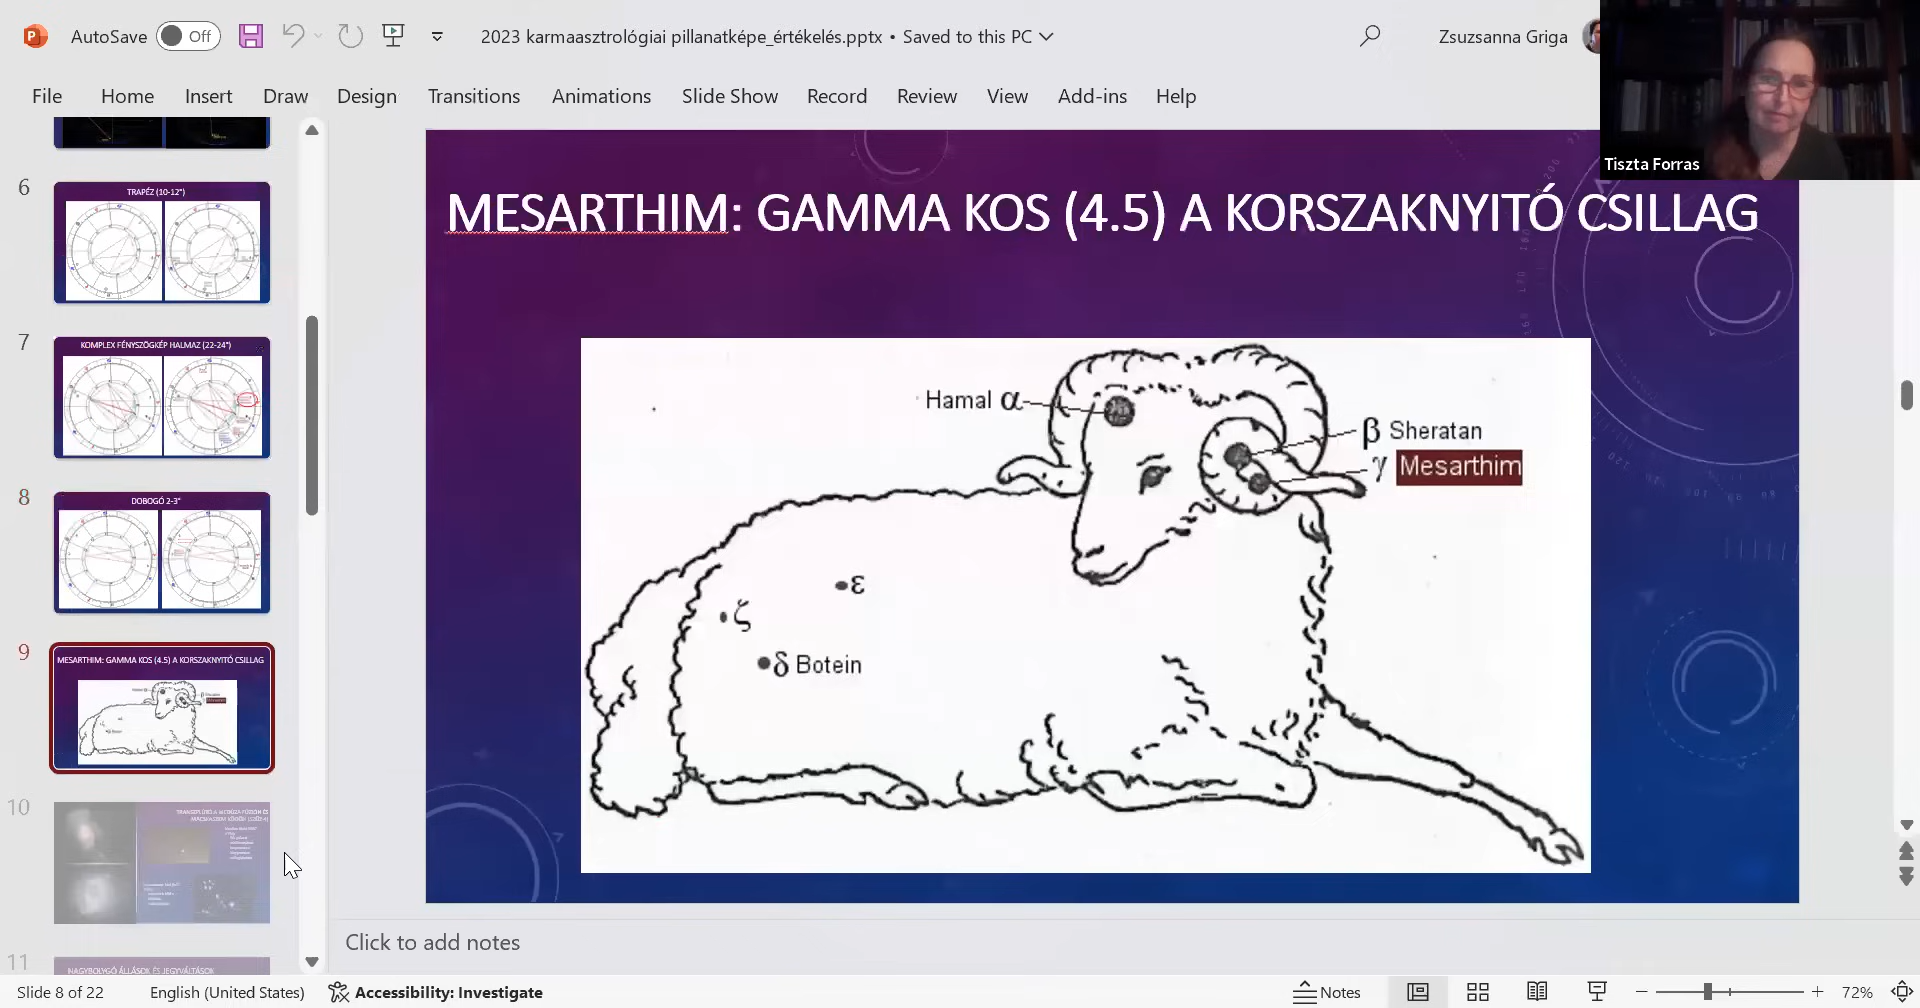 AutoSave Off 2023 karmaasztrológiai pillanatképe_értékelés.pptx • Saved to this PC Zsuzsanna Griga
File Home Insert Draw Design Transitions Animations Slide Show Record Review View Add-ins Help
Tiszta Forras
6
TRAPÉZ (10-12°)
7
KOMPLEX FÉNYSZÖGKÉP HALMAZ (22-24°)
8
DOBOGÓ 2-3°
9
MESARTHIM: GAMMA KOS (4.5) A KORSZAKNYITÓ CSILLAG
10
11
NAGYBOLYGÓ ÁLLÁSOK ÉS JEGYVÁLTÁSOK
MESARTHIM: GAMMA KOS (4.5) A KORSZAKNYITÓ CSILLAG
Hamal α
β Sheratan
γ Mesarthim
ε
ζ
δ Botein
Click to add notes
Slide 8 of 22 English (United States) Accessibility: Investigate Notes 72%